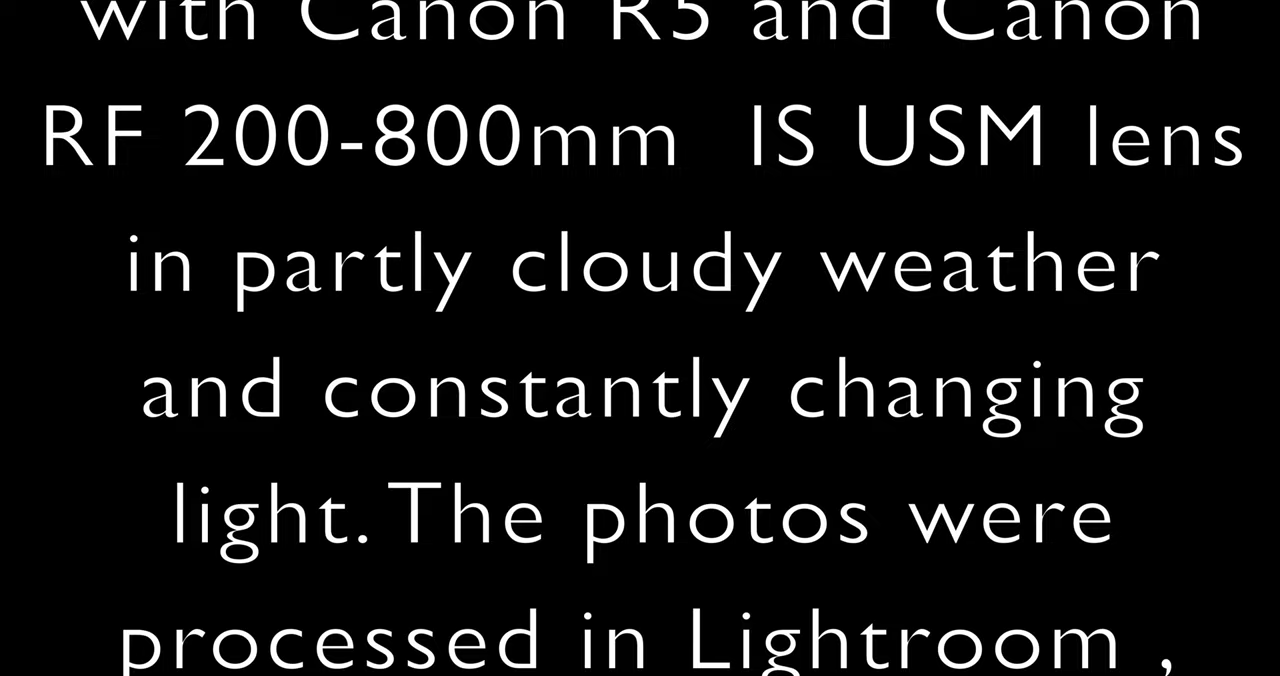 with Canon R5 and Canon
RF 200-800mm  IS USM lens
in partly cloudy weather
and constantly changing
light. The photos were
processed in Lightroom ,